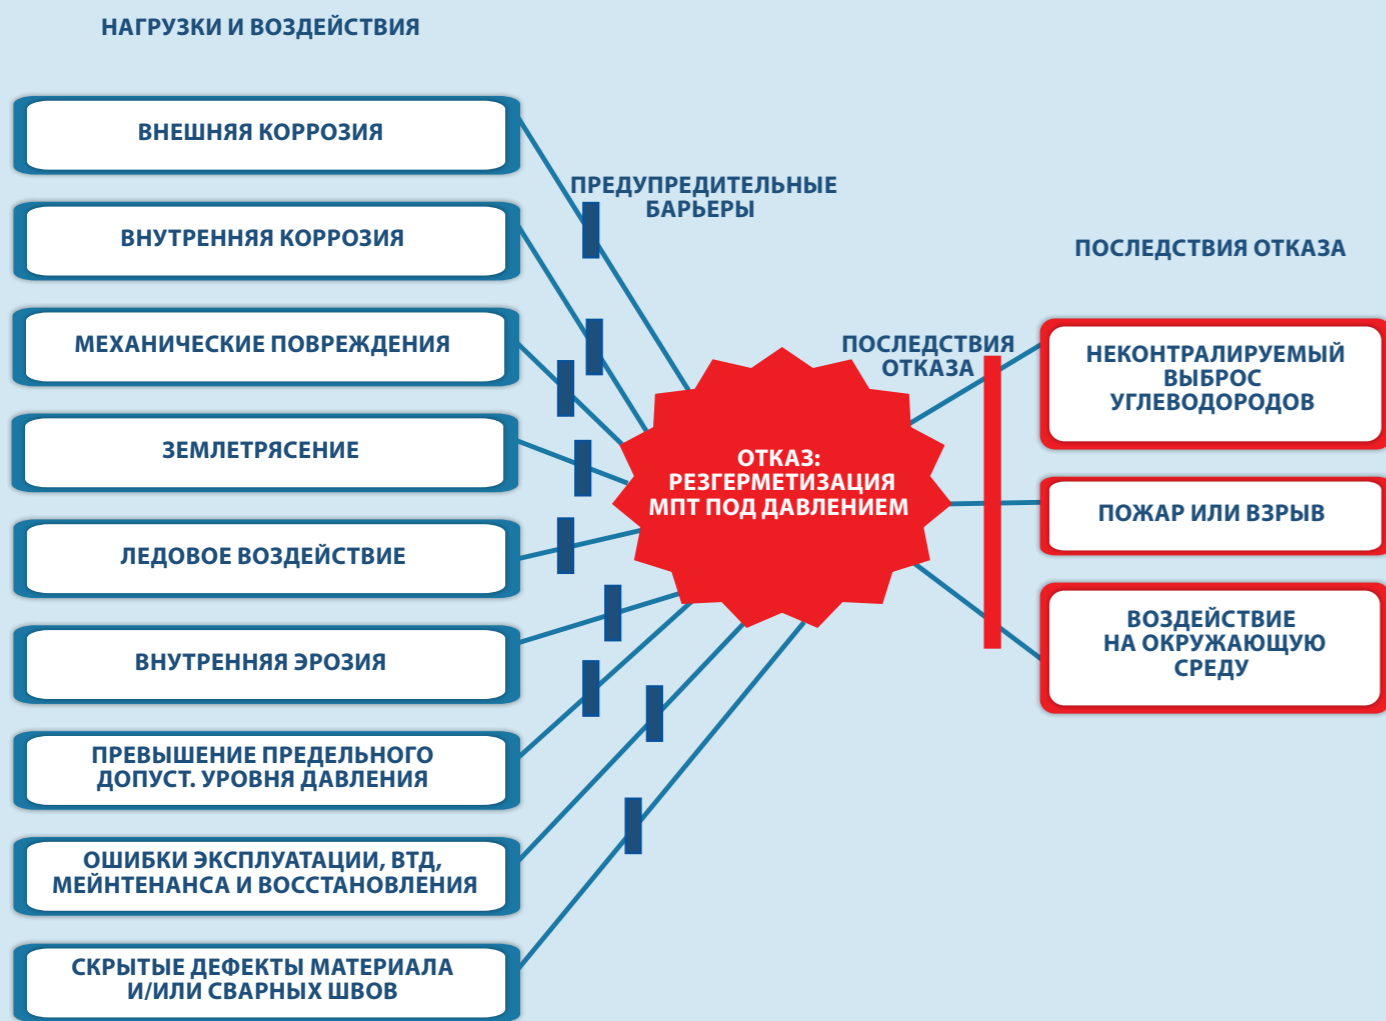 НАГРУЗКИ И ВОЗДЕЙСТВИЯ
ВНЕШНЯЯ КОРРОЗИЯ
ВНУТРЕННЯЯ КОРРОЗИЯ
МЕХАНИЧЕСКИЕ ПОВРЕЖДЕНИЯ
ЗЕМЛЕТРЯСЕНИЕ
ЛЕДОВОЕ ВОЗДЕЙСТВИЕ
ВНУТРЕННЯЯ ЭРОЗИЯ
ПРЕВЫШЕНИЕ ПРЕДЕЛЬНОГО
ДОПУСТ. УРОВНЯ ДАВЛЕНИЯ
ОШИБКИ ЭКСПЛУАТАЦИИ, ВТД,
МЕЙНТЕНАНСА И ВОССТАНОВЛЕНИЯ
СКРЫТЫЕ ДЕФЕКТЫ МАТЕРИАЛА
И/ИЛИ СВАРНЫХ ШВОВ
ПРЕДУПРЕДИТЕЛЬНЫЕ
БАРЬЕРЫ
ОТКАЗ:
РЕЗГЕРМЕТИЗАЦИЯ
МПТ ПОД ДАВЛЕНИЕМ
ПОСЛЕДСТВИЯ
ОТКАЗА
ПОСЛЕДСТВИЯ ОТКАЗА
НЕКОНТРАЛИРУЕМЫЙ
ВЫБРОС
УГЛЕВОДОРОДОВ
ПОЖАР ИЛИ ВЗРЫВ
ВОЗДЕЙСТВИЕ
НА ОКРУЖАЮЩУЮ
СРЕДУ